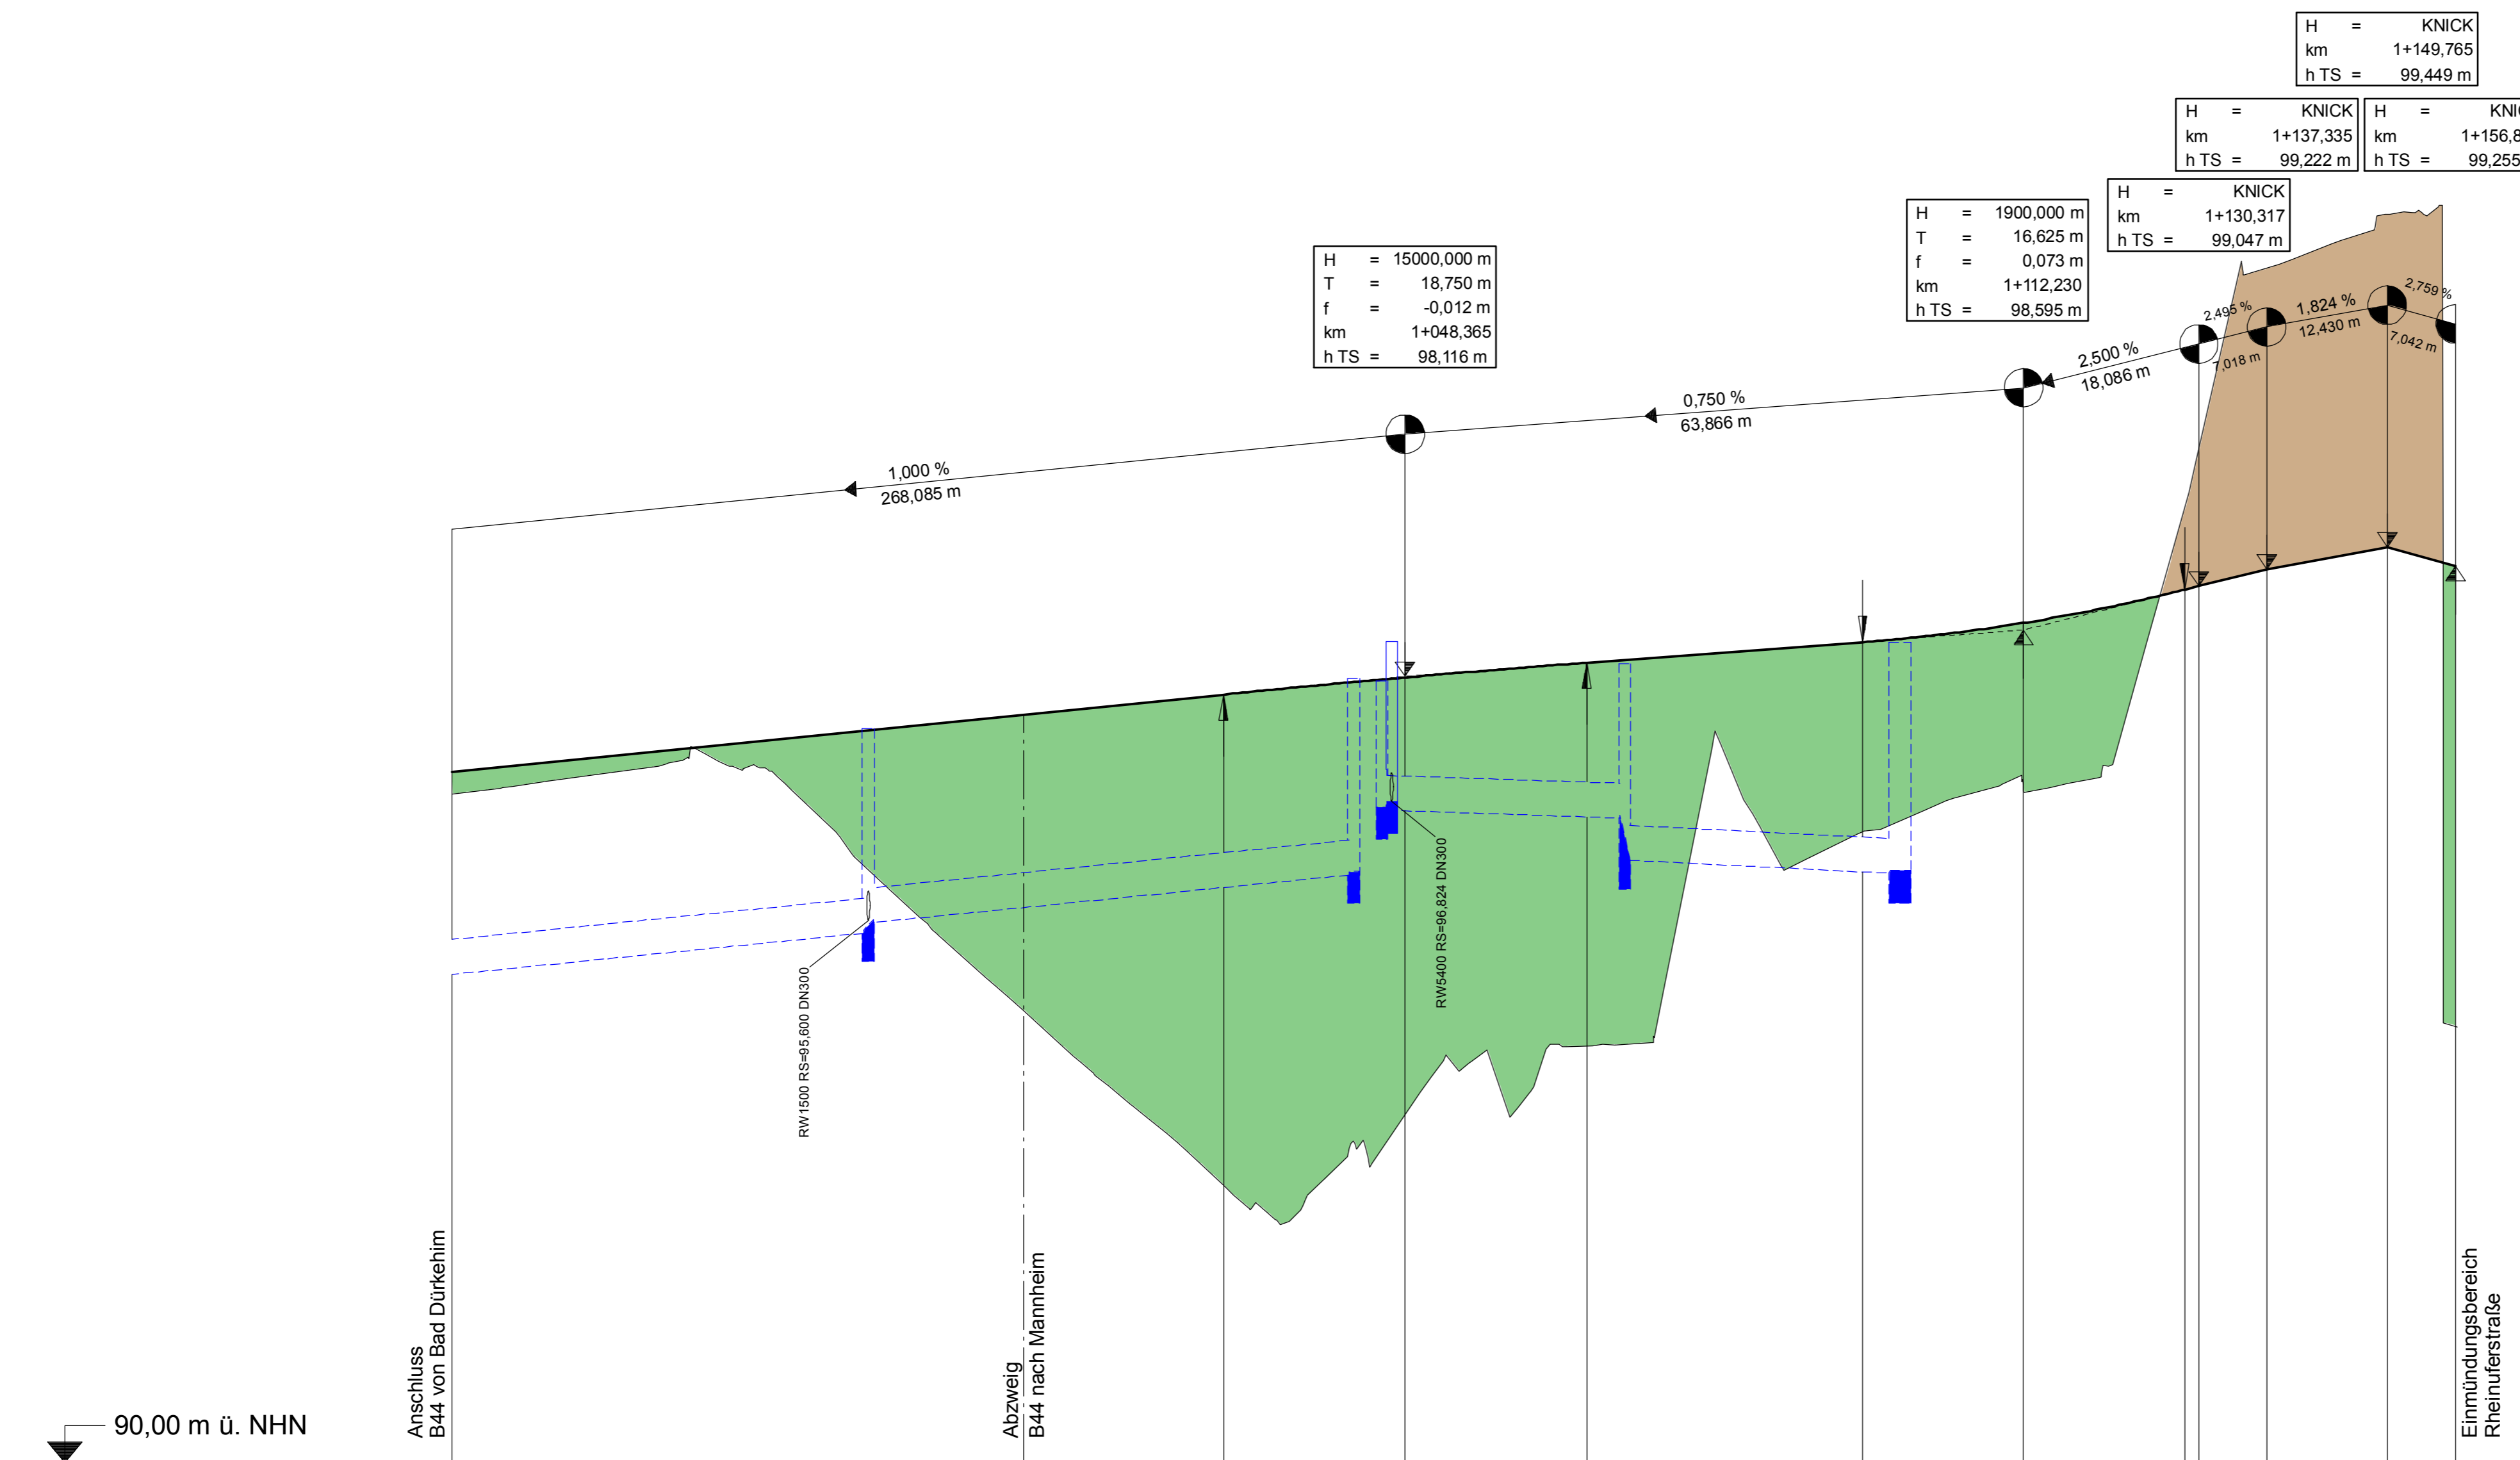 H = KNICK
km 1+149,765
h TS = 99,449 m
H = KNICK
km 1+137,335
h TS = 99,222 m
H =
km 1+156,8
h TS = 99,255
H = KNICK
km 1+130,317
h TS = 99,047 m
H = 1900,000 m
T = 16,625 m
f = 0,073 m
km 1+112,230
h TS = 98,595 m
H = 15000,000 m
T = 18,750 m
f = -0,012 m
km 1+048,365
h TS = 98,116 m
1,000 %
268,085 m
0,750 %
63,866 m
2,500 %
18,086 m
2,495 %
7,018 m
1,824 %
12,430 m
2,759 %
7,042 m
RW1500 RS=95,600 DN300
RW5400 RS=96,824 DN300
Anschluss
B44 von Bad Dürkehim
Abzweig
B44 nach Mannheim
Einmündungsbereich
Rheinuferstraße
90,00 m ü. NHN